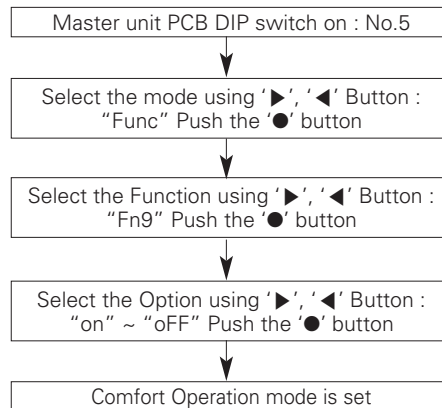 Master unit PCB DIP switch on : No.5
Select the mode using ‘▶’, ‘◀’ Button :
“Func” Push the ‘●’ button
Select the Function using ‘▶’, ‘◀’ Button :
“Fn9” Push the ‘●’ button
Select the Option using ‘▶’, ‘◀’ Button :
“on” ~ “oFF” Push the ‘●’ button
Comfort Operation mode is set